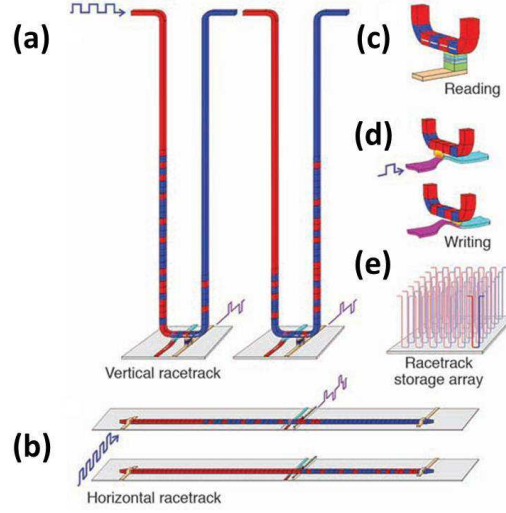 (a)
Vertical racetrack
(b)
Horizontal racetrack
(c)
Reading
(d)
Writing
(e)
Racetrack
storage array